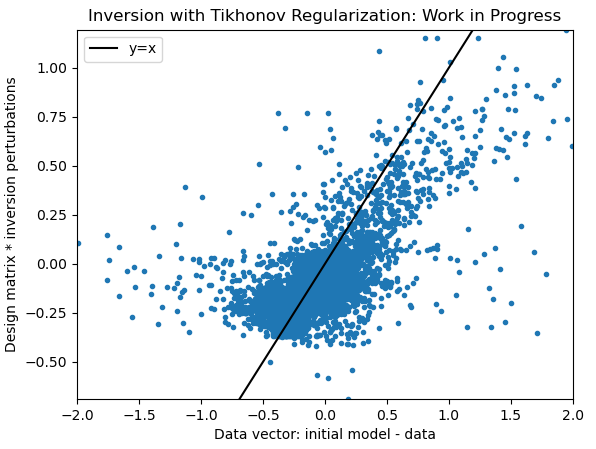 Inversion with Tikhonov Regularization: Work in Progress
y=x
Design matrix * inversion perturbations
1.00
0.75
0.50
0.25
0.00
−0.25
−0.50
−2.0 −1.5 −1.0 −0.5 0.0 0.5 1.0 1.5 2.0
Data vector: initial model - data